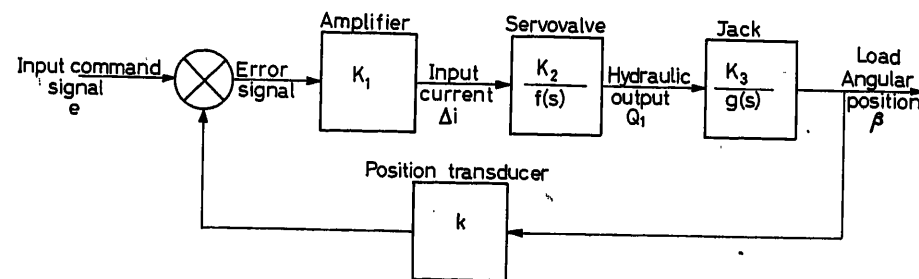 Amplifier
Servovalve
Jack
Input command
signal
e
Error
signal
K₁
Input
current
Δi
K₂
f(s)
Hydraulic
output
Q₁
K₃
g(s)
Load
Angular
position
β
Position transducer
k